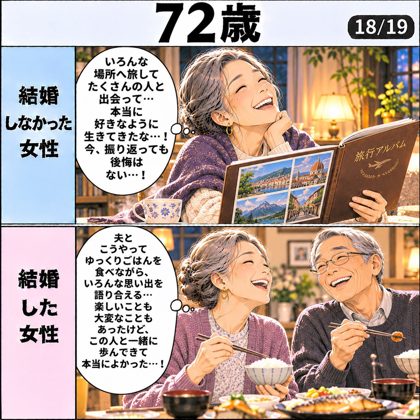 72歳
18/19
結婚
しなかった
女性
いろんな
場所へ旅して
たくさんの人と
出会って…
本当に
好きなように
生きてきたな…！
今、振り返っても
後悔は
ない…！
旅行アルバム
結婚
した
女性
夫と
こうやって
ゆっくりごはんを
食べながら、
いろんな思い出を
語り合える…
楽しいことも
大変なことも
あったけど、
この人と一緒に
歩んできて
本当によかった…！